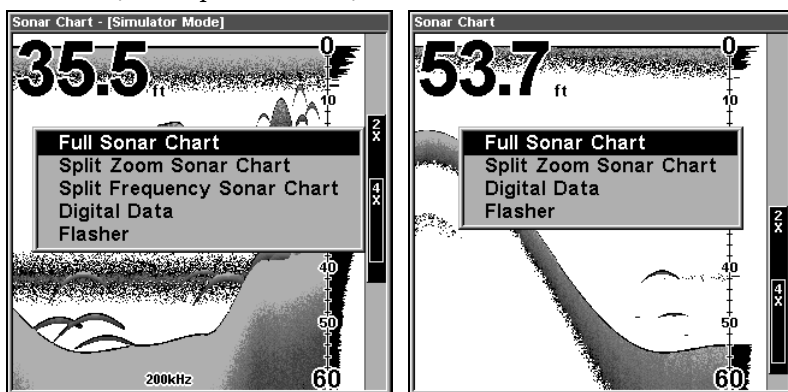 Sonar Chart - [Simulator Mode]
35.5 ft
0
10
2X
4X
Full Sonar Chart
Split Zoom Sonar Chart
Split Frequency Sonar Chart
Digital Data
Flasher
40
50
200kHz
60
Sonar Chart
53.7 ft
0
10
Full Sonar Chart
Split Zoom Sonar Chart
Digital Data
Flasher
2X
40
4X
50
60